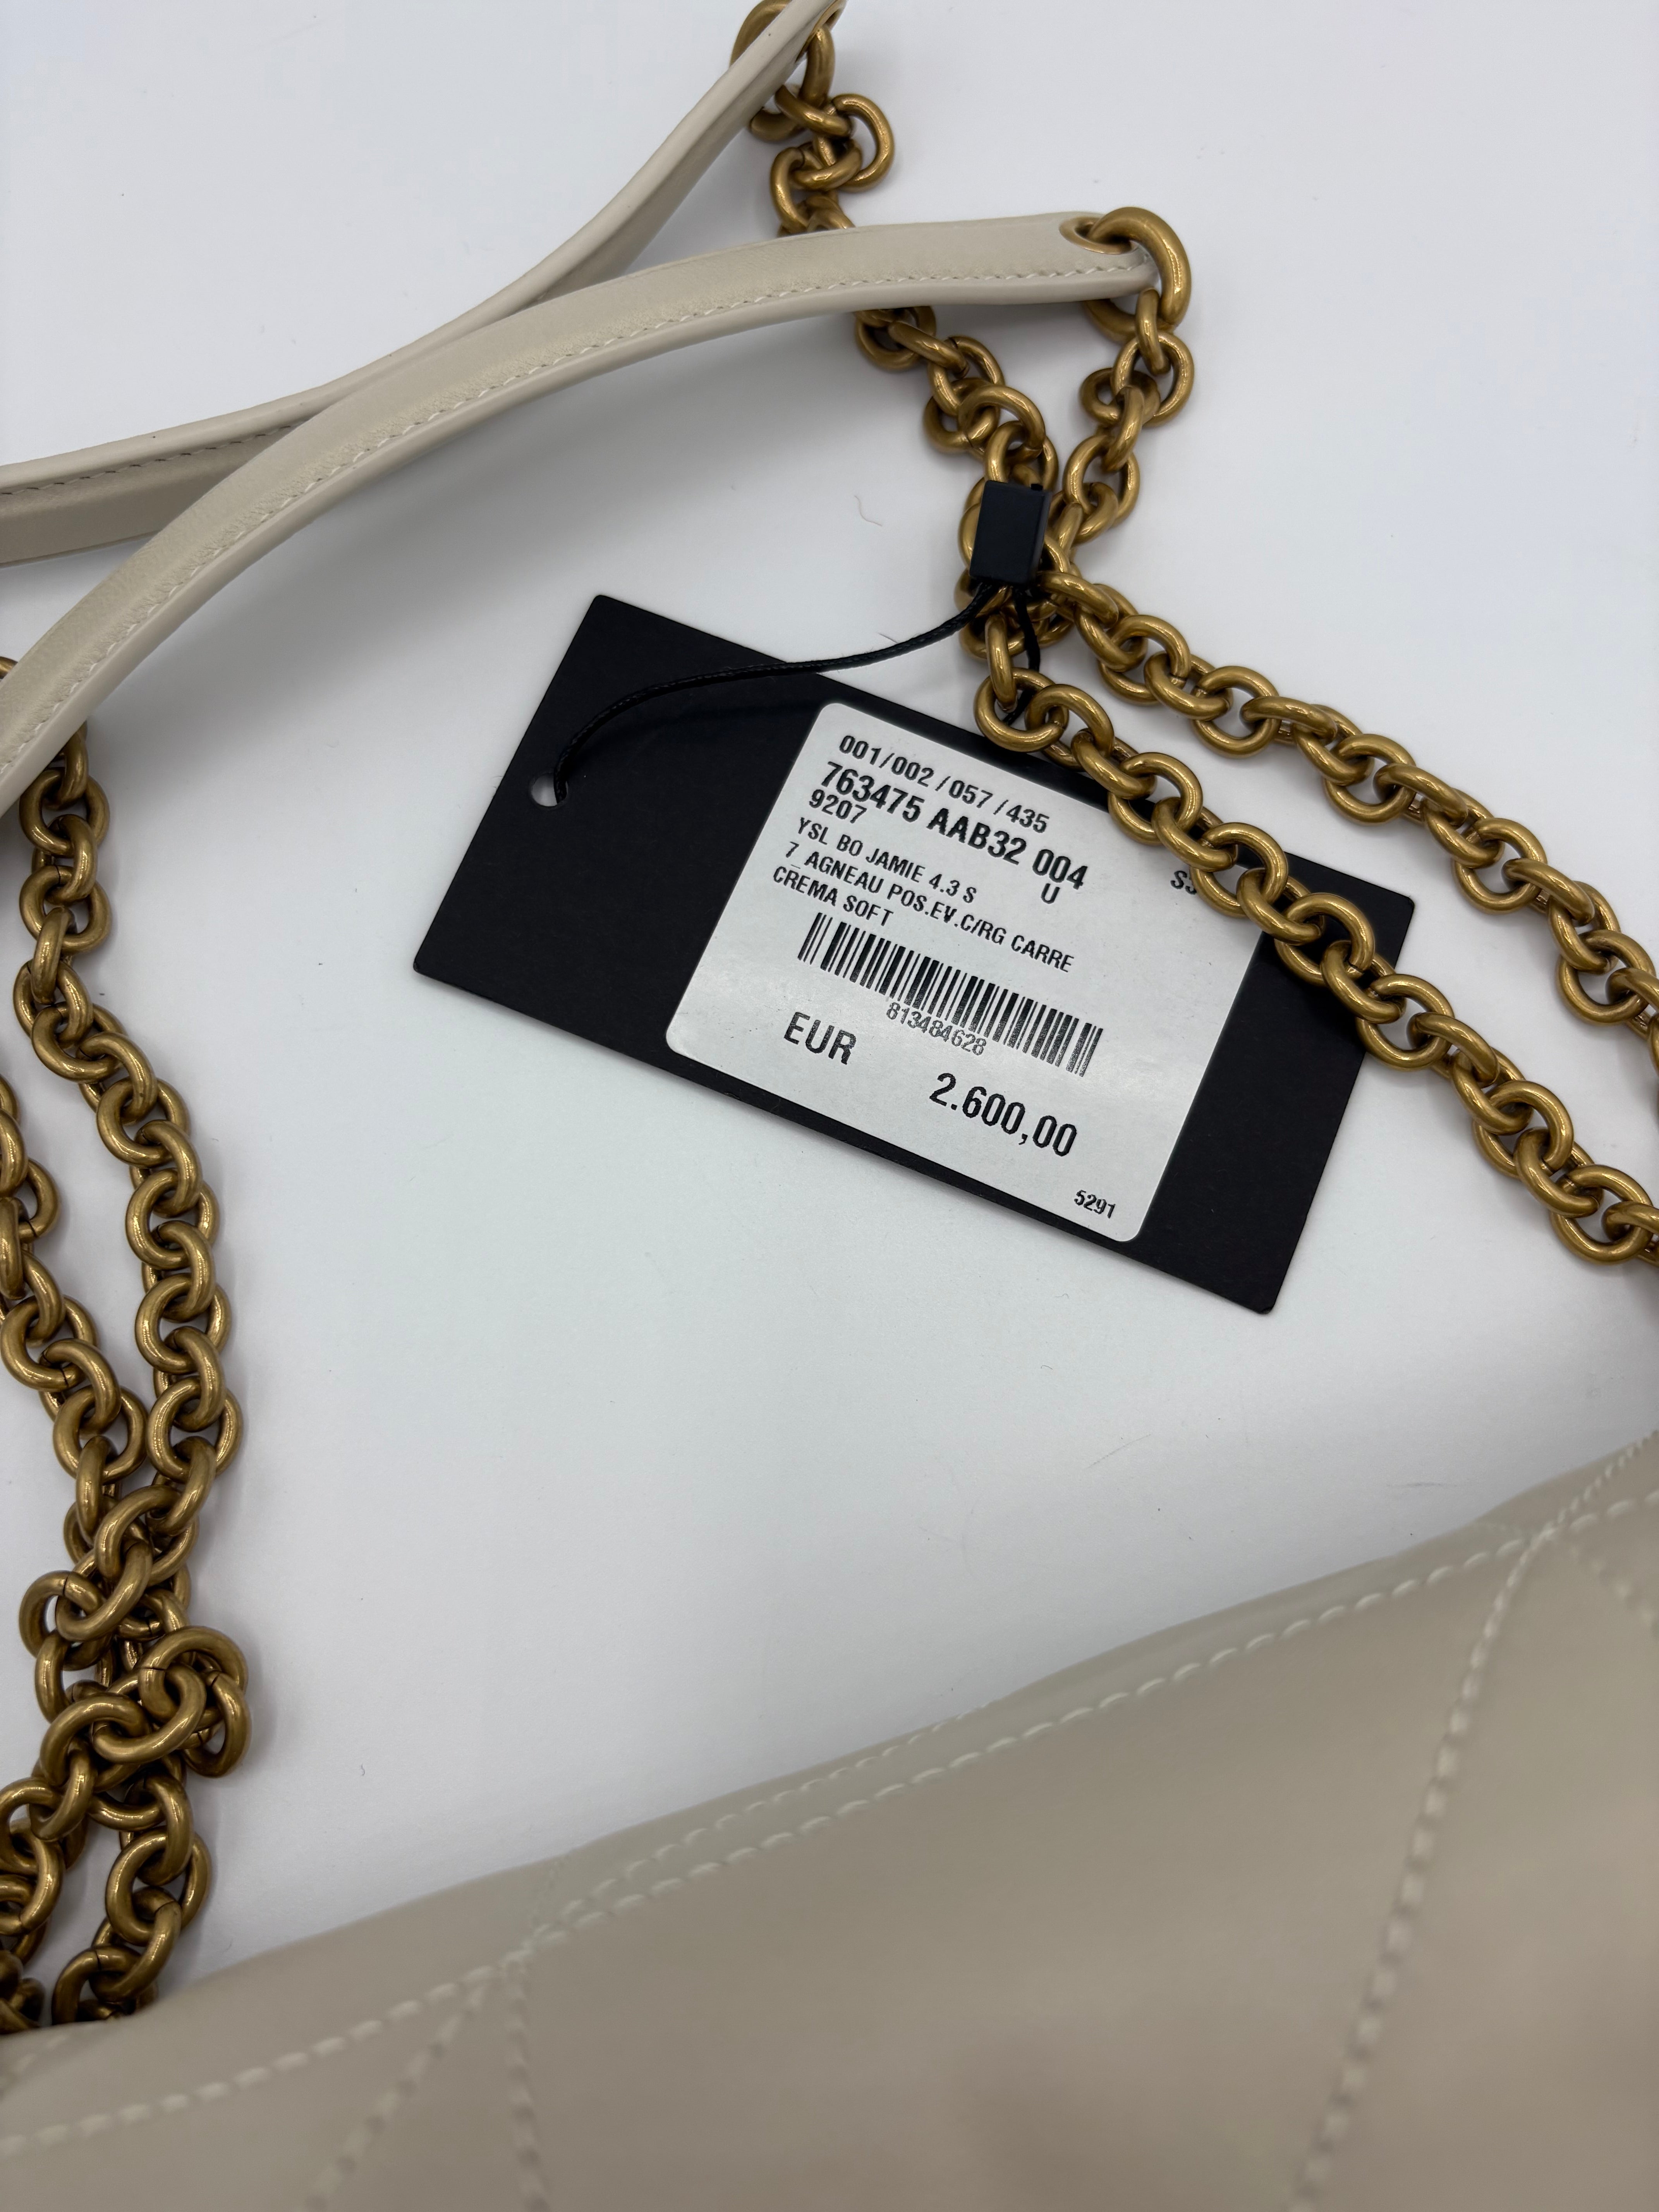 001/002 /057 /435
763475 AAB32 004
9207 U
YSL BO JAMIE 4.3 S
7_AGNEAU POS.EV.C/RG CARRE
CREMA SOFT
813484628
EUR 2.600,00
5291